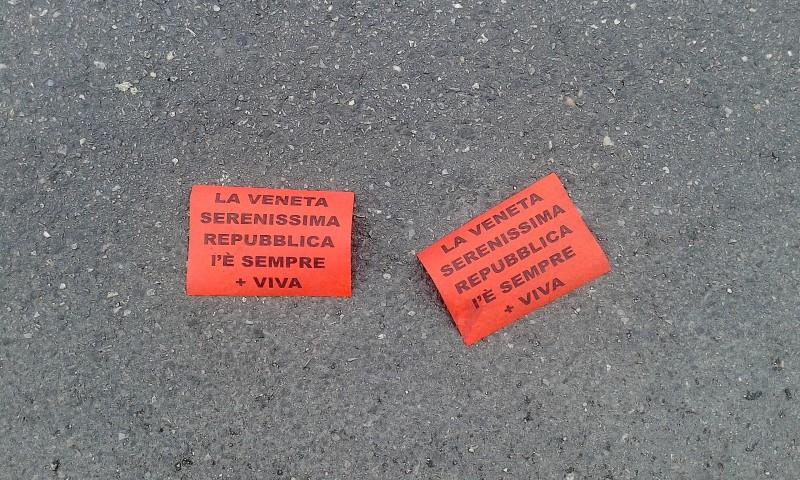 LA VENETA
SERENISSIMA
REPUBBLICA
l'È SEMPRE
+ VIVA
LA VENETA
SERENISSIMA
REPUBBLICA
l'È SEMPRE
+ VIVA